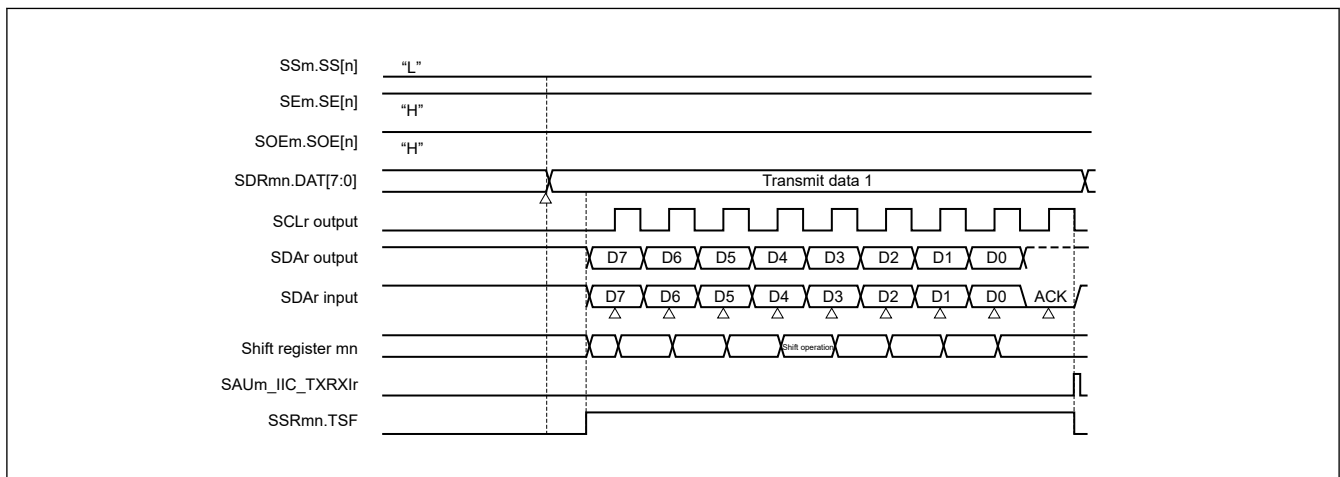 SSm.SS[n] “L”
SEm.SE[n] “H”
SOEm.SOE[n] “H”
SDRmn.DAT[7:0] Transmit data 1
SCLr output
SDAr output D7 D6 D5 D4 D3 D2 D1 D0
SDAr input D7 D6 D5 D4 D3 D2 D1 D0 ACK
Shift register mn Shift operation
SAUm_IIC_TXRXIr
SSRmn.TSF